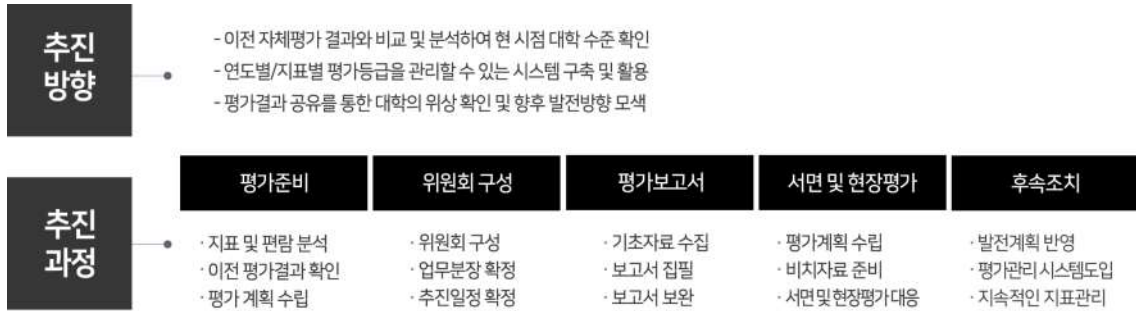 추진
방향
- 이전 자체평가 결과와 비교 및 분석하여 현 시점 대학 수준 확인
- 연도별/지표별 평가등급을 관리할 수 있는 시스템 구축 및 활용
- 평가결과 공유를 통한 대학의 위상 확인 및 향후 발전방향 모색
추진
과정
평가준비
· 지표 및 편람 분석
· 이전 평가결과 확인
· 평가 계획 수립
위원회 구성
· 위원회 구성
· 업무분장 확정
· 추진일정 확정
평가보고서
· 기초자료 수집
· 보고서 집필
· 보고서 보완
서면 및 현장평가
· 평가계획 수립
· 비치자료 준비
· 서면 및 현장평가 대응
후속조치
· 발전계획 반영
· 평가관리 시스템도입
· 지속적인 지표관리